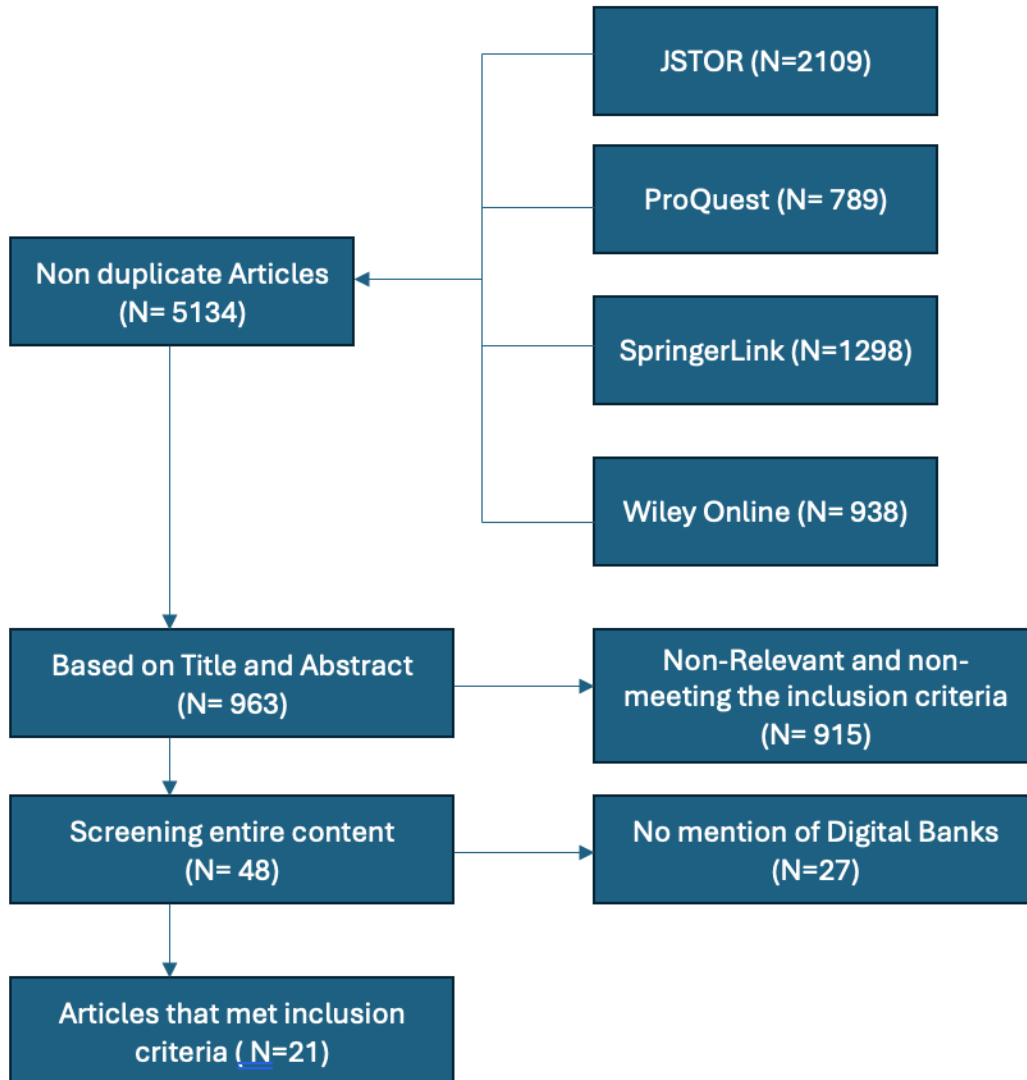 JSTOR (N=2109)
ProQuest (N= 789)
Non duplicate Articles
(N= 5134)
SpringerLink (N=1298)
Wiley Online (N= 938)
Based on Title and Abstract
(N= 963)
Non-Relevant and non-
meeting the inclusion criteria
(N= 915)
Screening entire content
(N= 48)
No mention of Digital Banks
(N=27)
Articles that met inclusion
criteria ( N=21)